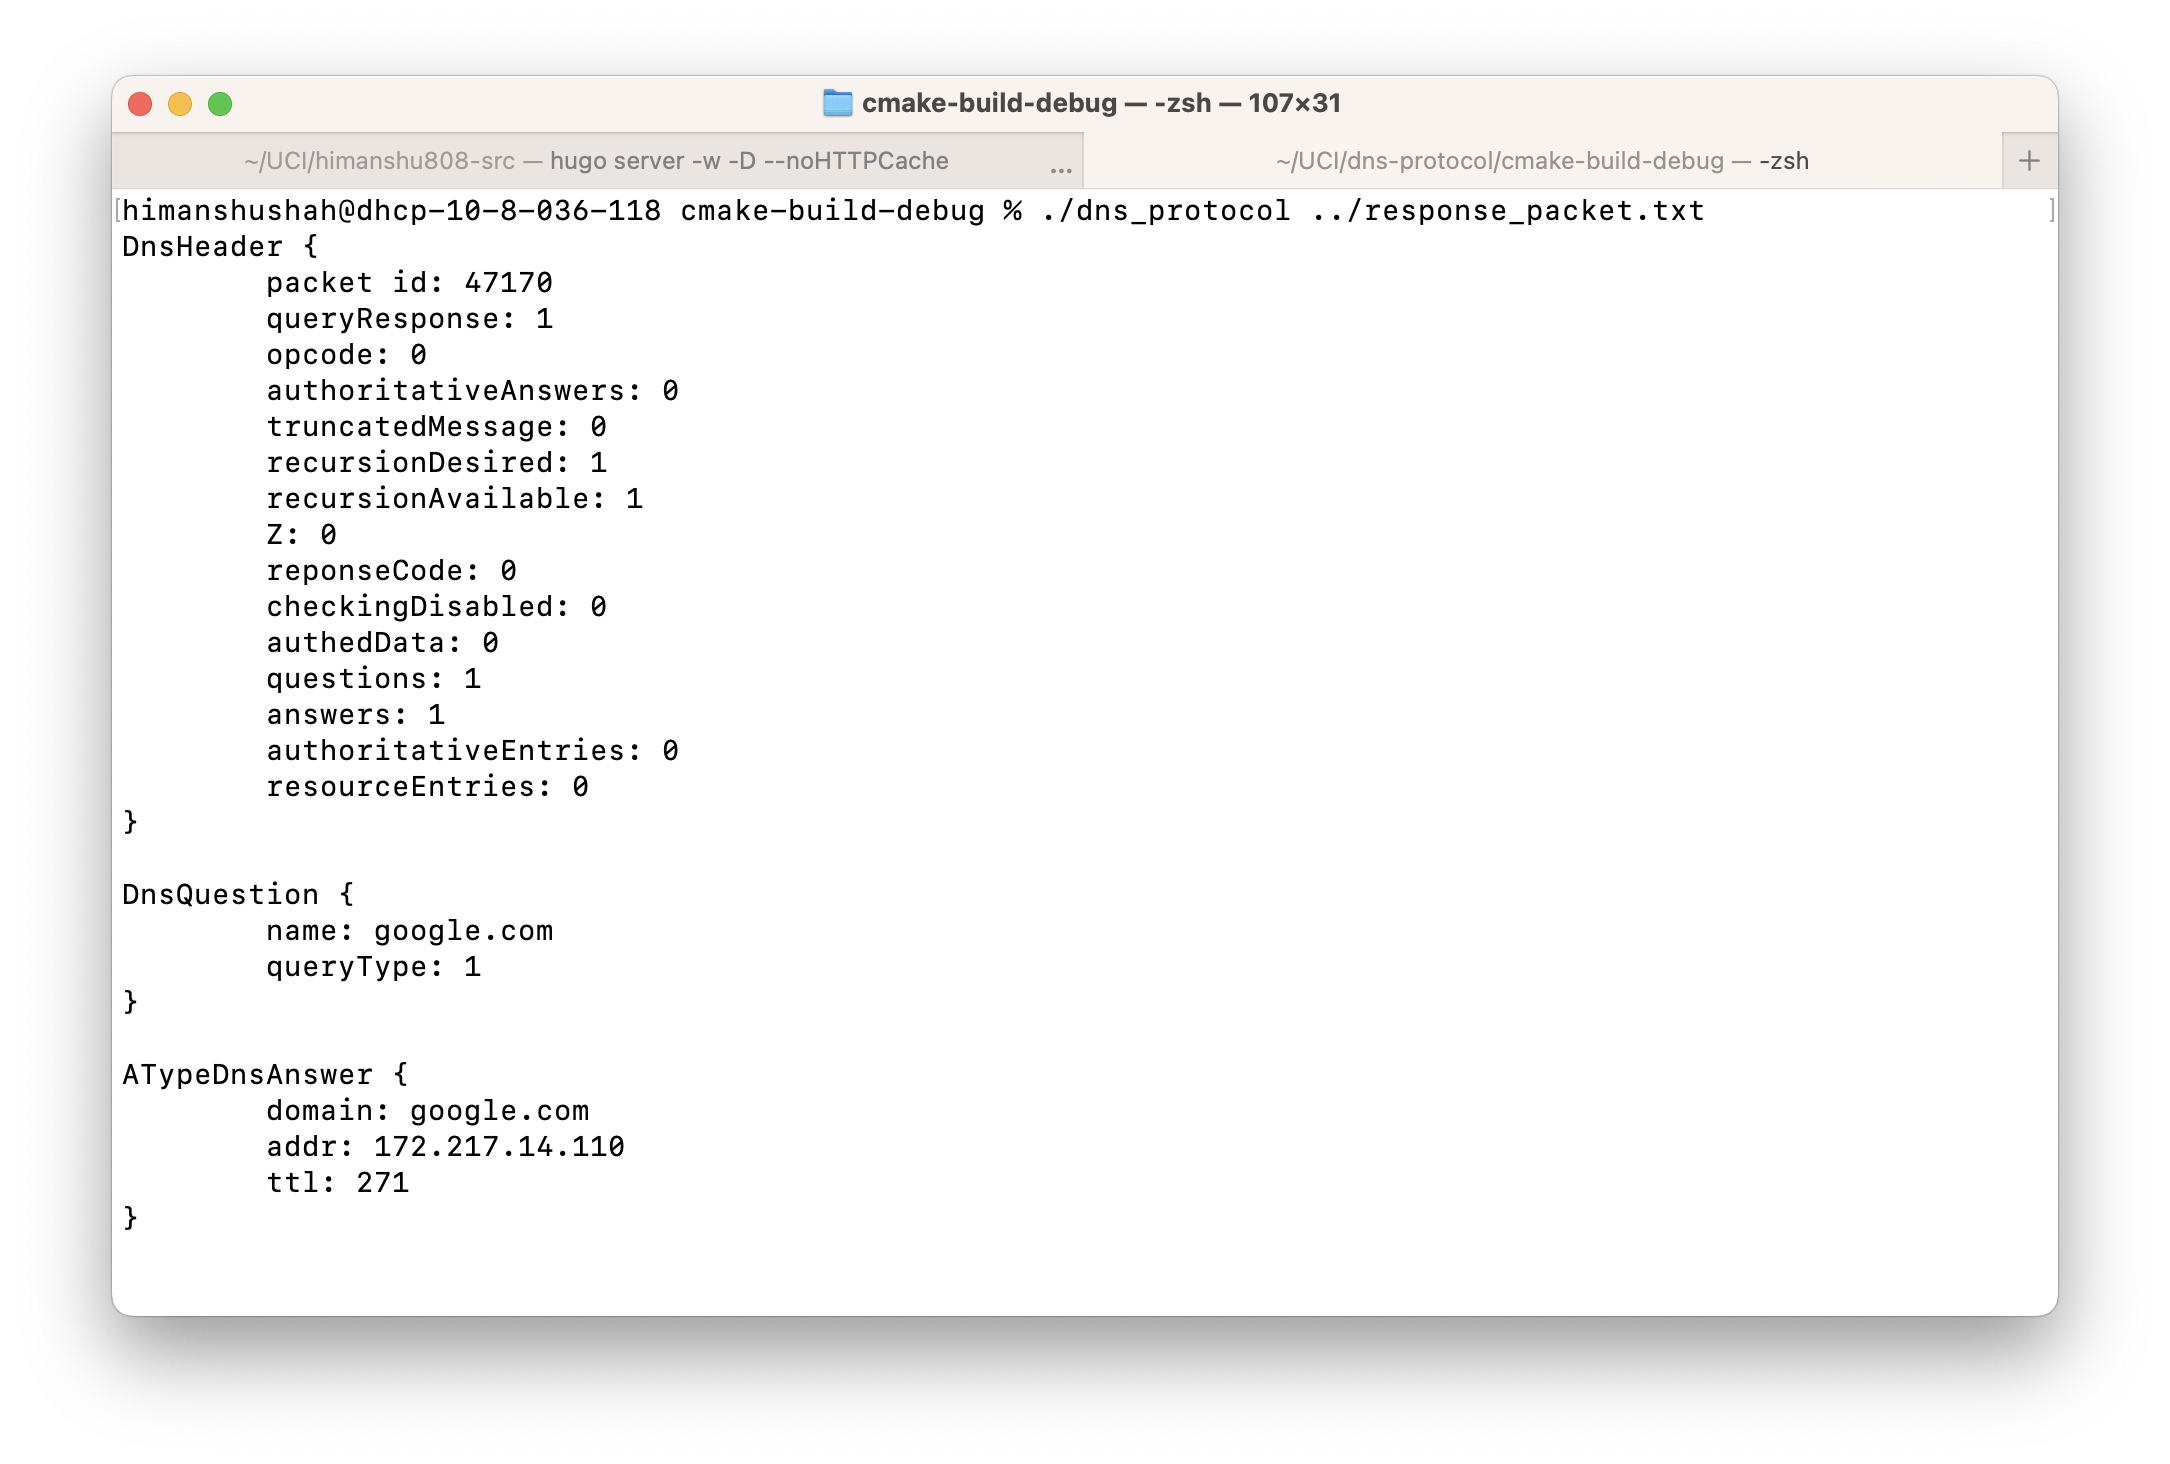 cmake-build-debug — -zsh — 107×31
~/UCI/himanshu808-src — hugo server -w -D --noHTTPCache ...
~/UCI/dns-protocol/cmake-build-debug — -zsh +
[himanshushah@dhcp-10-8-036-118 cmake-build-debug % ./dns_protocol ../response_packet.txt ]
DnsHeader {
packet id: 47170
queryResponse: 1
opcode: 0
authoritativeAnswers: 0
truncatedMessage: 0
recursionDesired: 1
recursionAvailable: 1
Z: 0
reponseCode: 0
checkingDisabled: 0
authedData: 0
questions: 1
answers: 1
authoritativeEntries: 0
resourceEntries: 0
}
DnsQuestion {
name: google.com
queryType: 1
}
ATypeDnsAnswer {
domain: google.com
addr: 172.217.14.110
ttl: 271
}